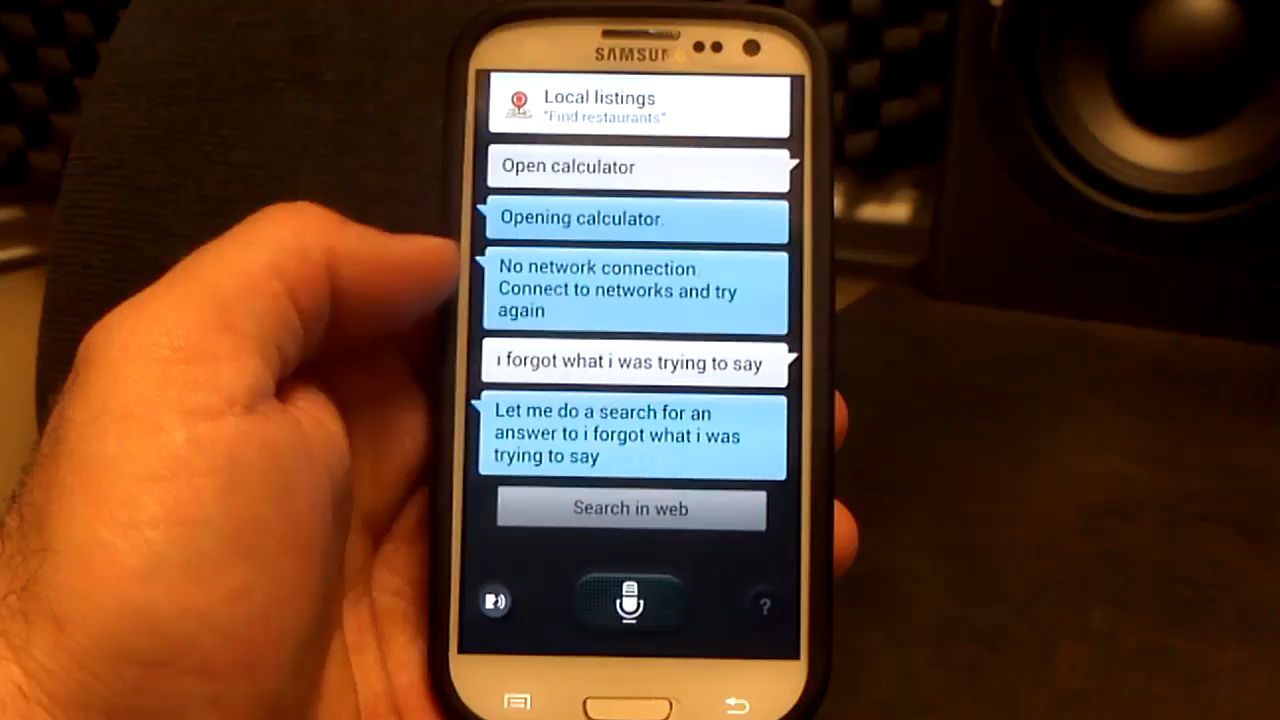 SAMSUNG
Local listings
"Find restaurants"
Open calculator
Opening calculator.
No network connection
Connect to networks and try
again
i forgot what i was trying to say
Let me do a search for an
answer to i forgot what i was
trying to say
Search in web
?